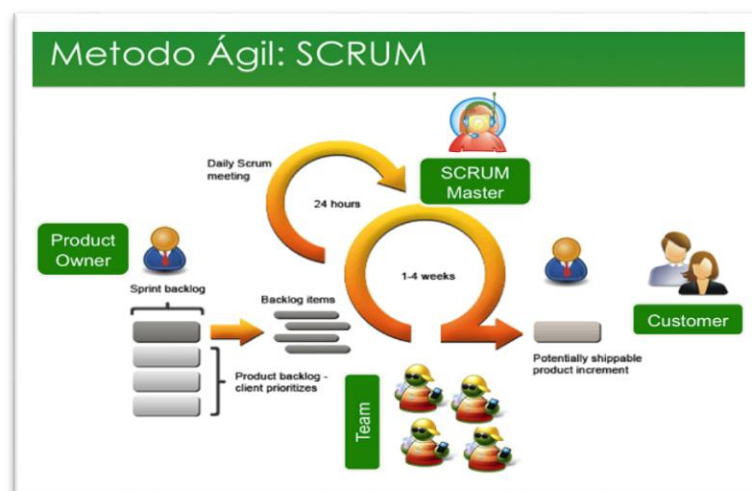 Metodo Ágil: SCRUM
Daily Scrum
meeting
24 hours
SCRUM
Master
Product
Owner
Sprint backlog
Backlog items
1-4 weeks
Customer
Product backlog -
client prioritizes
Potentially shippable
product increment
Team